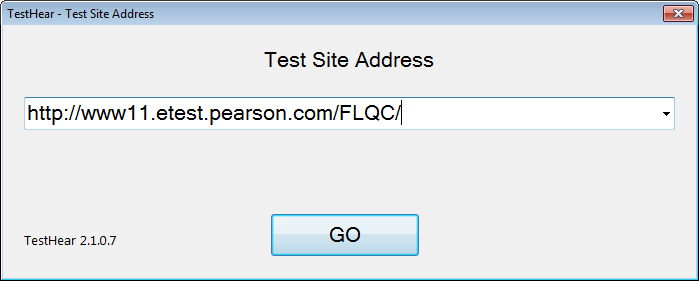 TestHear - Test Site Address
Test Site Address
http://www11.etest.pearson.com/FLQC/
TestHear 2.1.0.7
GO